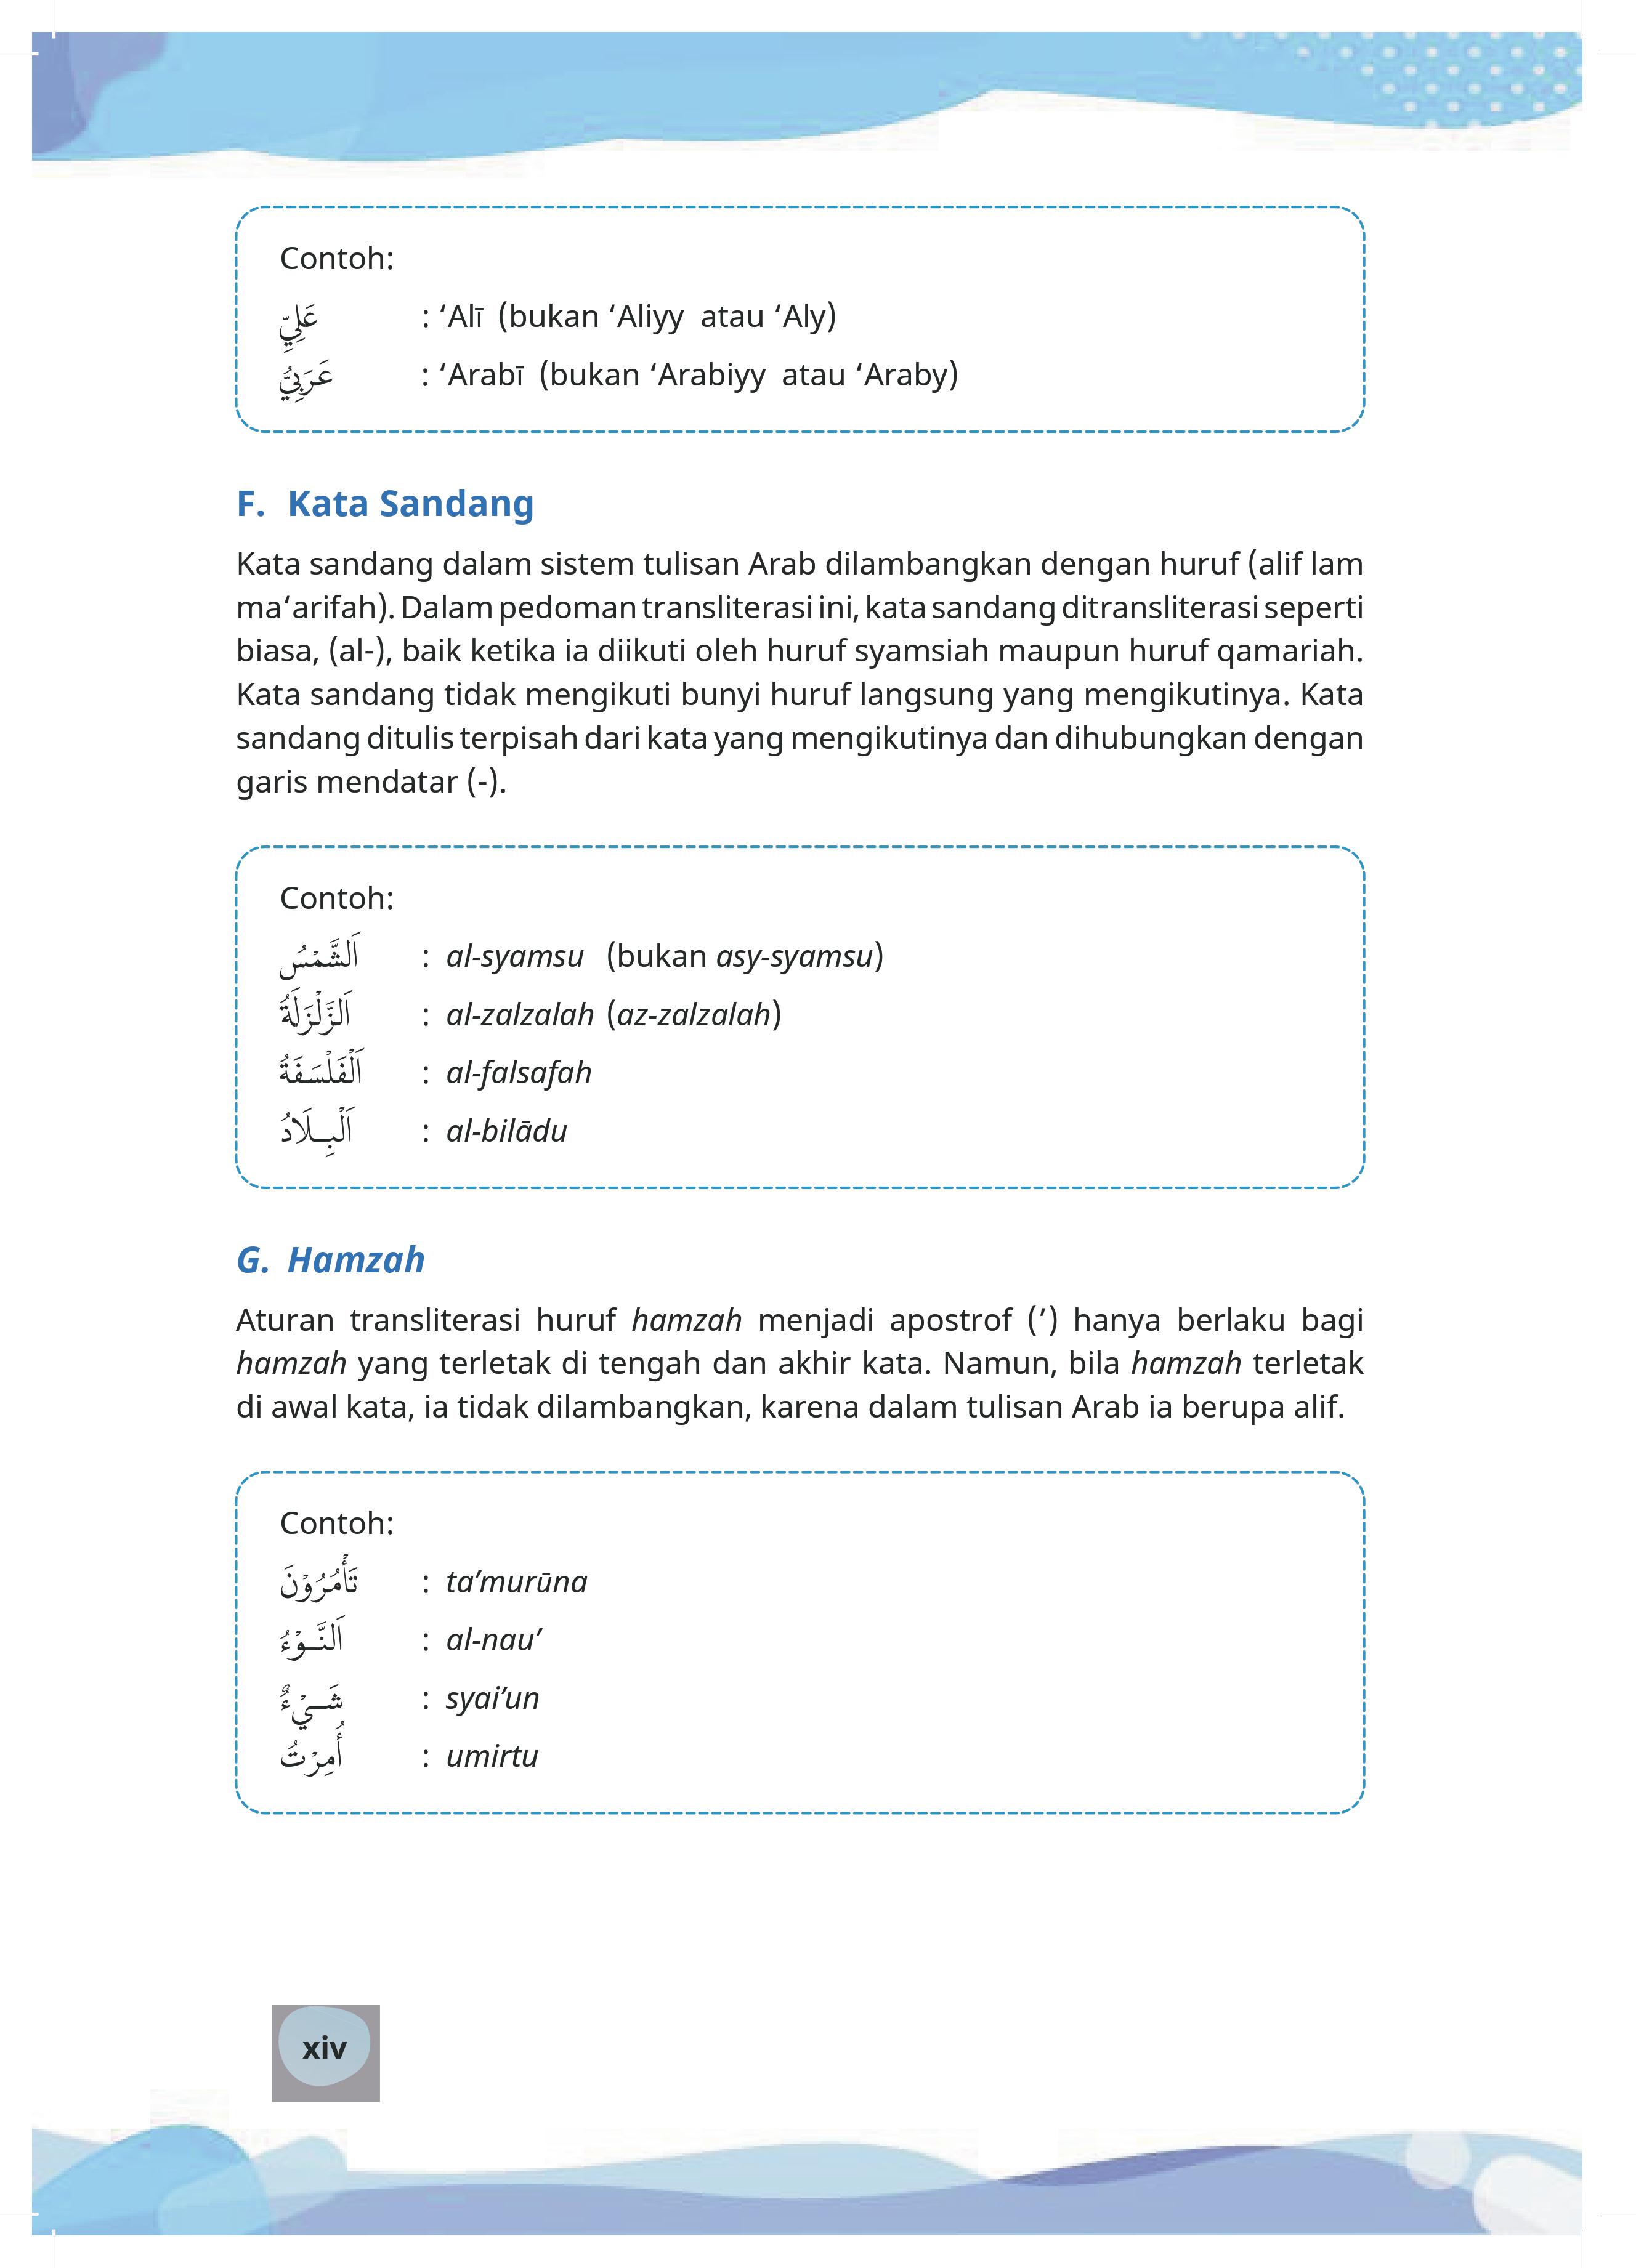 Contoh:
عَلِيِّ : ‘Alī (bukan ‘Aliyy atau ‘Aly)
عَرَبِيُّ : ‘Arabī (bukan ‘Arabiyy atau ‘Araby)
F. Kata Sandang
Kata sandang dalam sistem tulisan Arab dilambangkan dengan huruf (alif lam
ma‘arifah). Dalam pedoman transliterasi ini, kata sandang ditransliterasi seperti
biasa, (al-), baik ketika ia diikuti oleh huruf syamsiah maupun huruf qamariah.
Kata sandang tidak mengikuti bunyi huruf langsung yang mengikutinya. Kata
sandang ditulis terpisah dari kata yang mengikutinya dan dihubungkan dengan
garis mendatar (-).
Contoh:
اَلشَّمْسُ : al-syamsu (bukan asy-syamsu)
اَلزَّلْزَلَةُ : al-zalzalah (az-zalzalah)
اَلْفَلْسَفَةُ : al-falsafah
اَلْبِـلَادُ : al-bilādu
G. Hamzah
Aturan transliterasi huruf hamzah menjadi apostrof (’) hanya berlaku bagi
hamzah yang terletak di tengah dan akhir kata. Namun, bila hamzah terletak
di awal kata, ia tidak dilambangkan, karena dalam tulisan Arab ia berupa alif.
Contoh:
تَأْمُرُوْنَ : ta’murūna
اَلنَّـوْءُ : al-nau’
شَـيْءٌ : syai’un
أُمِرْتُ : umirtu
xiv